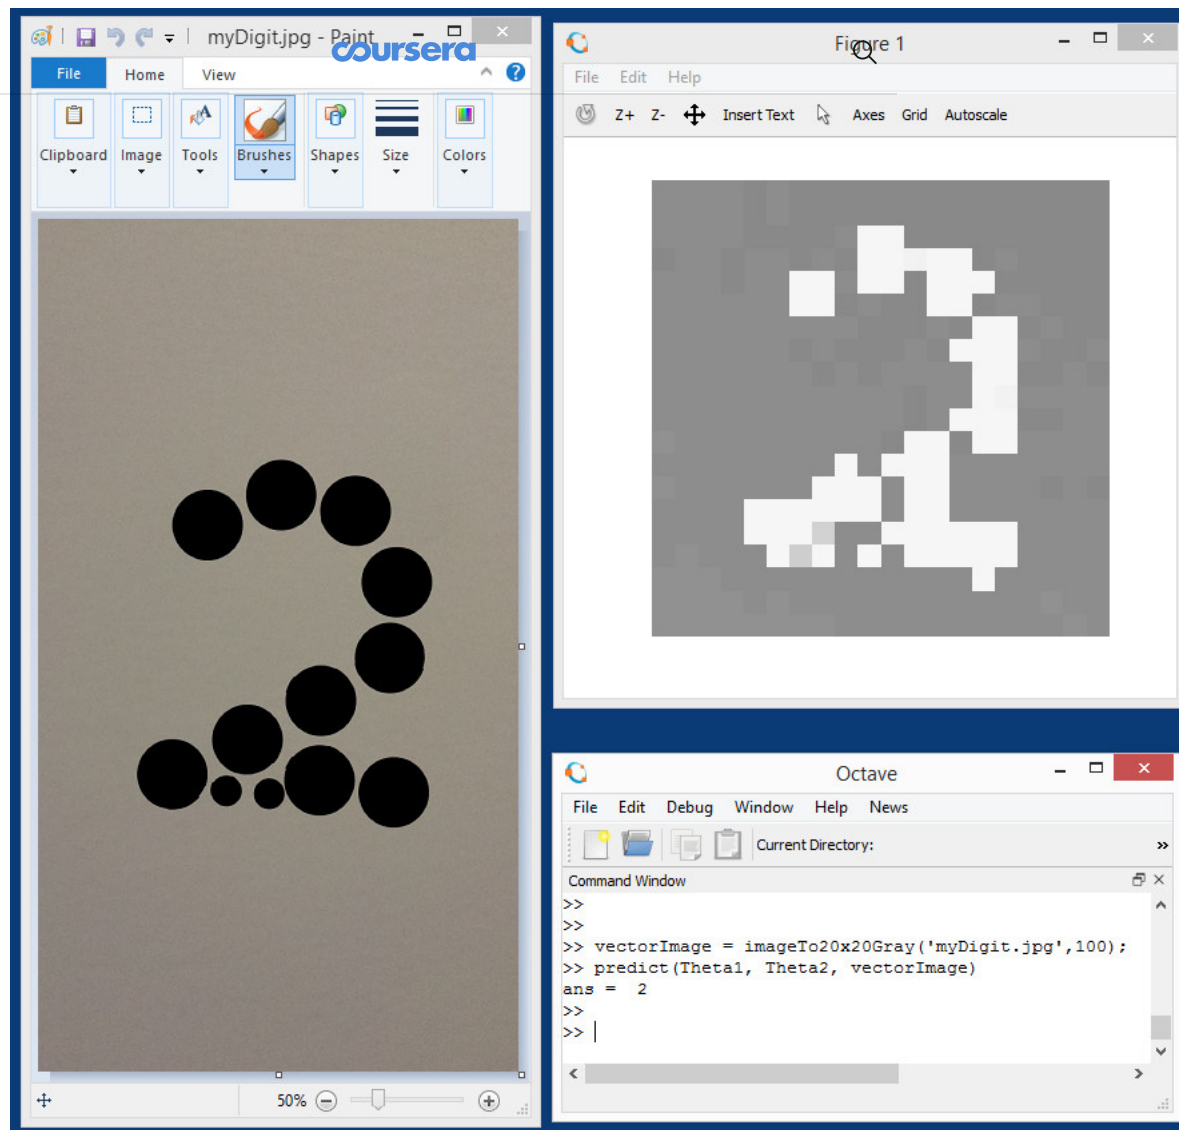 myDigit.jpg - Paint
coursera
File Home View
Clipboard Image Tools Brushes Shapes Size Colors
50%
Figure 1
File Edit Help
Z+ Z- Insert Text Axes Grid Autoscale
2
Octave
File Edit Debug Window Help News
Current Directory:
»
Command Window
>>
>>
>> vectorImage = imageTo20x20Gray('myDigit.jpg',100);
>> predict(Theta1, Theta2, vectorImage)
ans = 2
>>
>>